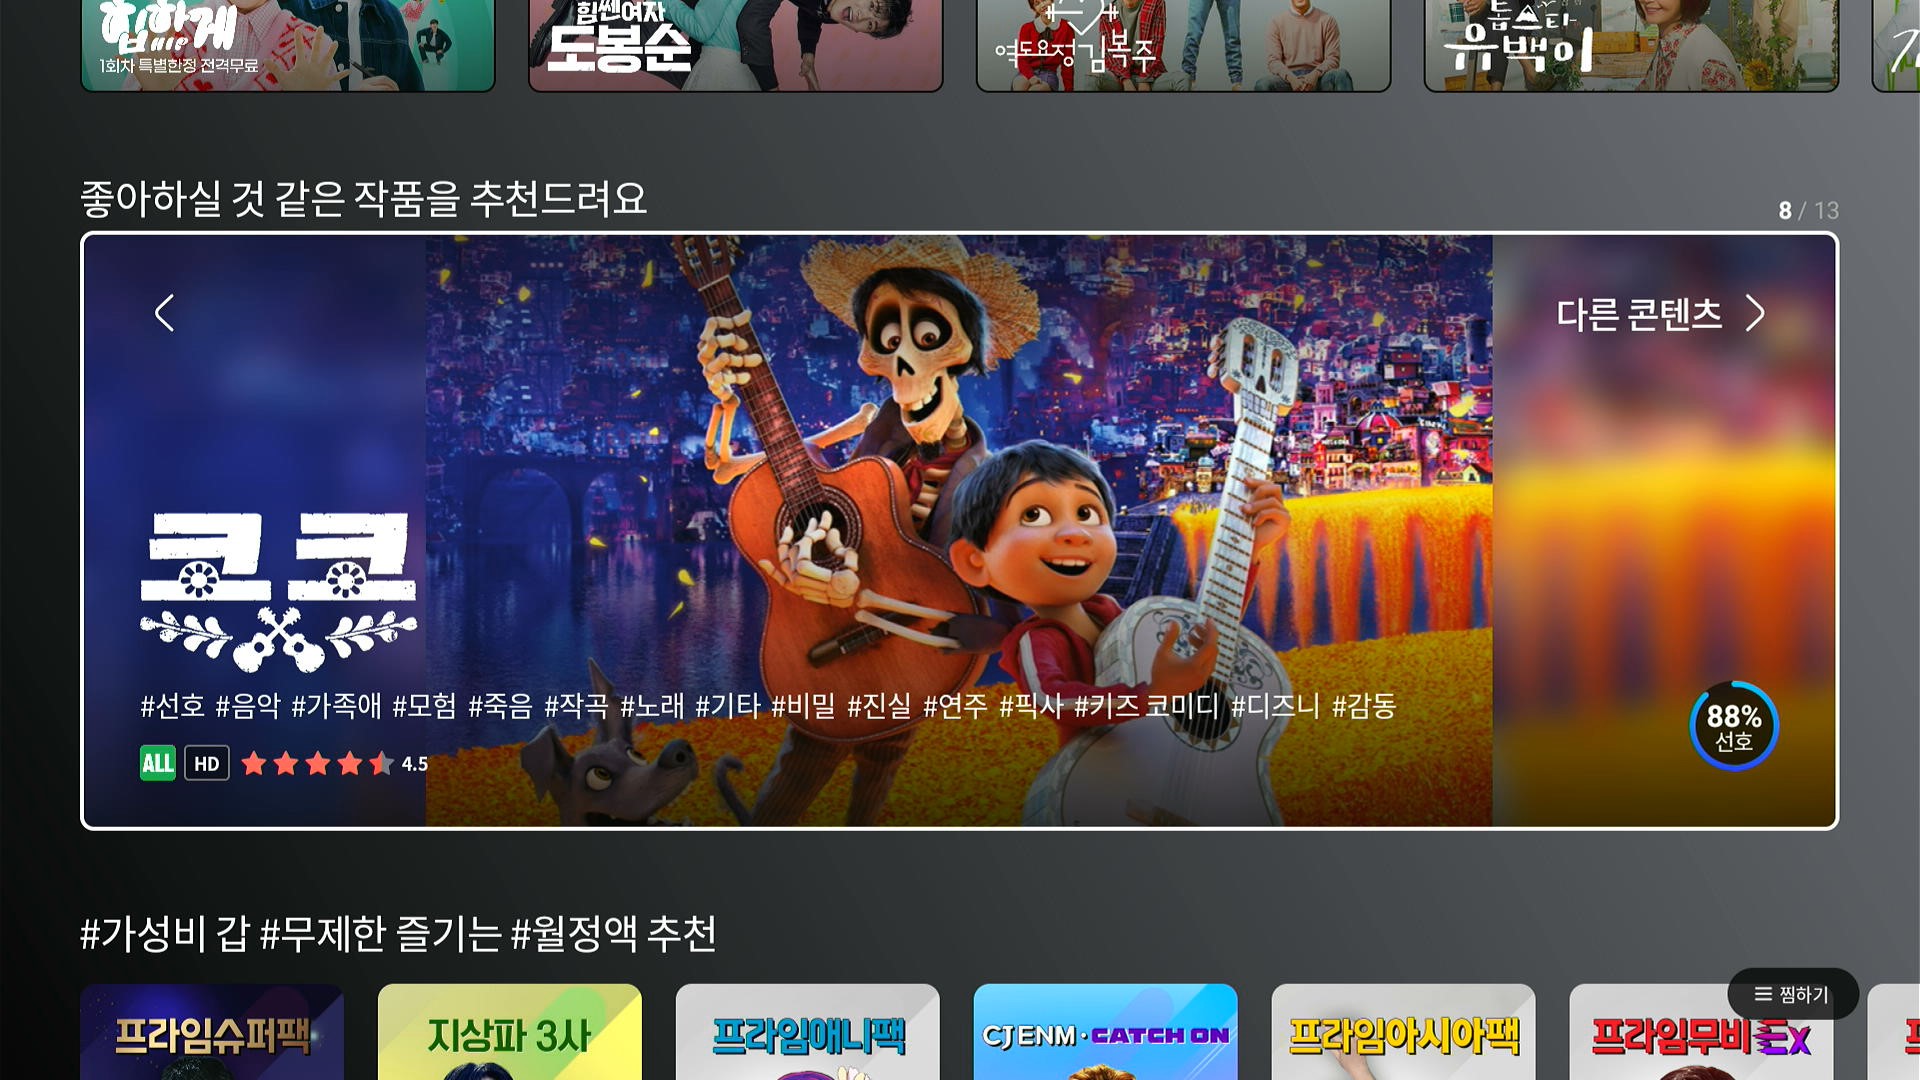 힙하게
1회차 특별한정 전격무료
힘쎈여자
도봉순
역도요정김복주
톱스타
유백이
좋아하실 것 같은 작품을 추천드려요
8 / 13
다른 콘텐츠
코코
#선호 #음악 #가족애 #모험 #죽음 #작곡 #노래 #기타 #비밀 #진실 #연주 #픽사 #키즈 코미디 #디즈니 #감동
ALL HD 4.5
88%
선호
#가성비 갑 #무제한 즐기는 #월정액 추천
찜하기
프라임슈퍼팩
지상파 3사
프라임애니팩
CJ ENM · CATCH ON
프라임아시아팩
프라임무비팩EX